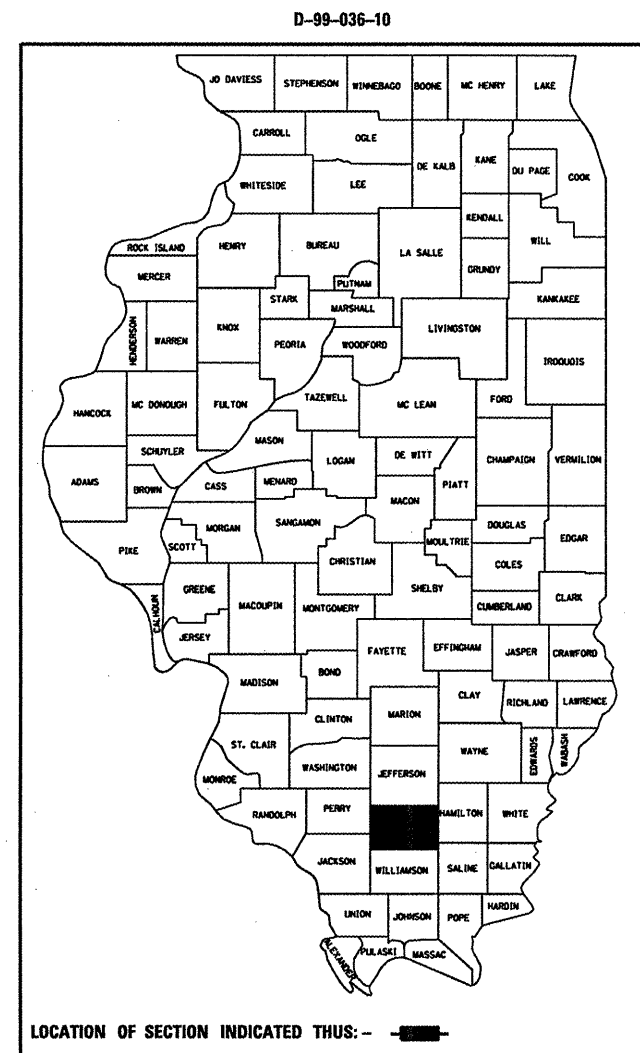 D-99-036-10
JO DAVIESS STEPHENSON WINNEBAGO BOONE MC HENRY LAKE
CARROLL OGLE
DE KALB KANE DU PAGE COOK
WHITESIDE LEE
KENDALL
ROCK ISLAND HENRY BUREAU LA SALLE WILL
MERCER PUTNAM GRUNDY
STARK MARSHALL KANKAKEE
HENDERSON WARREN KNOX PEORIA WOODFORD LIVINGSTON
IROQUOIS
HANCOCK MC DONOUGH FULTON TAZEWELL MC LEAN FORD
MASON
SCHUYLER LOGAN DE WITT CHAMPAIGN VERMILION
ADAMS BROWN CASS MENARD PIATT
MACON
MORGAN SANGAMON DOUGLAS
PIKE SCOTT CHRISTIAN MOULTRIE EDGAR
COLES
GREENE MACOUPIN MONTGOMERY SHELBY
CALHOUN CUMBERLAND CLARK
JERSEY
FAYETTE EFFINGHAM JASPER CRAWFORD
MADISON BOND
CLAY RICHLAND LAWRENCE
CLINTON MARION
ST. CLAIR WAYNE EDWARDS WABASH
WASHINGTON JEFFERSON
MONROE
RANDOLPH PERRY HAMILTON WHITE
JACKSON WILLIAMSON SALINE GALLATIN
UNION JOHNSON POPE HARDIN
ALEXANDER PULASKI MASSAC
LOCATION OF SECTION INDICATED THUS: -